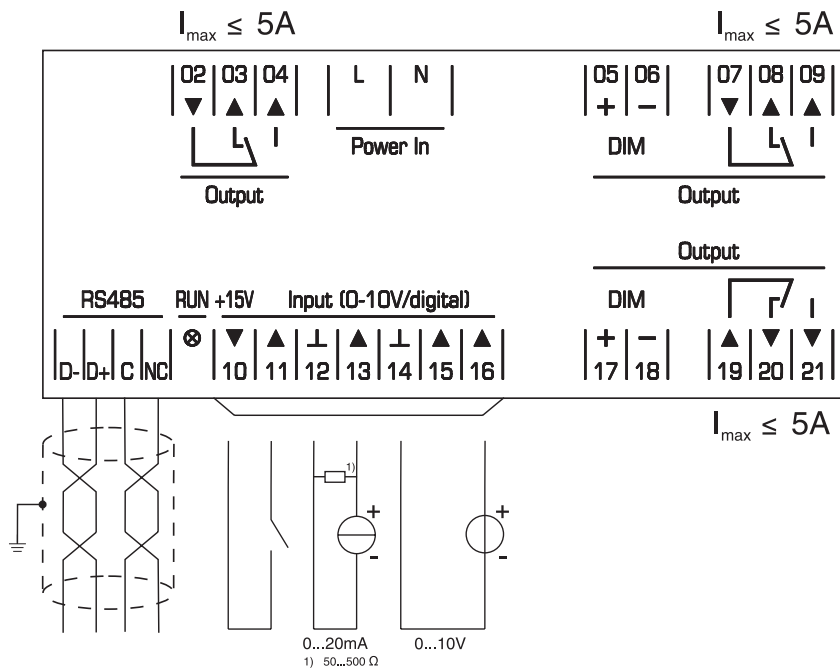 Imax ≤ 5A Imax ≤ 5A
02 03 04 L N 05 06 07 08 09
+ −
Power In DIM
Output Output
Output
RS485 RUN +15V Input (0-10V/digital) DIM
⊥ ⊥ + −
D- D+ C NC 10 11 12 13 14 15 16 17 18 19 20 21
Imax ≤ 5A
1)
+ +
- -
0...20mA 0...10V
1) 50...500 Ω